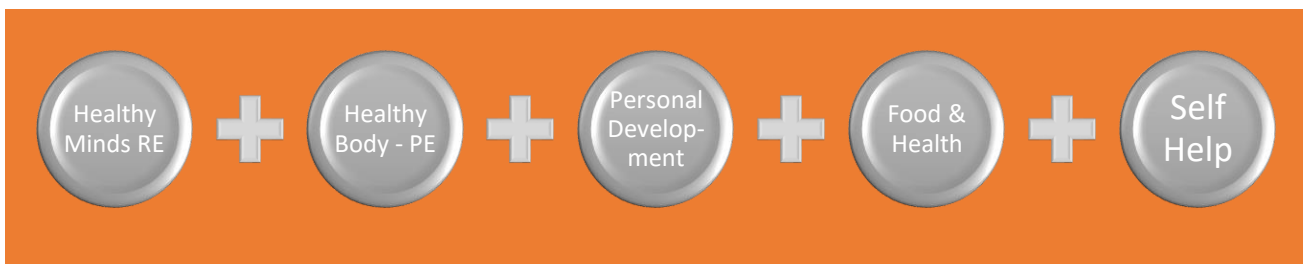 Healthy
Minds RE
Healthy
Body - PE
Personal
Develop-
ment
Food &
Health
Self
Help